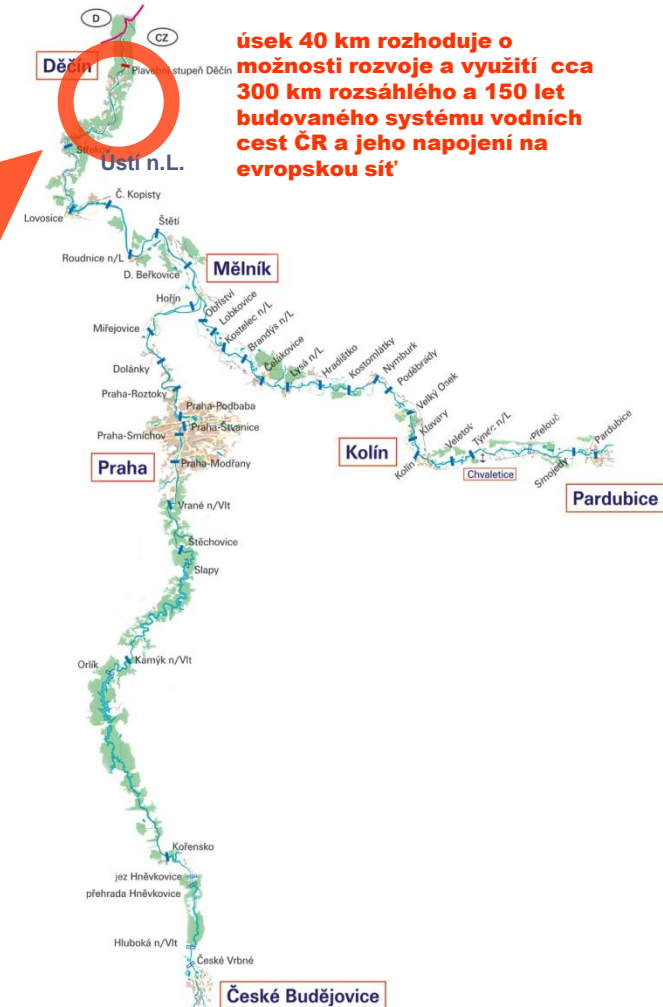 D
CZ
úsek 40 km rozhoduje o
možnosti rozvoje a využití cca
300 km rozsáhlého a 150 let
budovaného systému vodních
cest ČR a jeho napojení na
evropskou síť
Děčín
Plavební stupeň Děčín
Střekov
Ústí n.L.
Č. Kopisty
Lovosice
Štětí
Roudnice n/L
D. Beřkovice
Mělník
Hořín
Obříství
Lobkovice
Kostelec n/L
Brandýs n/L
Čelákovice
Lysá n/L
Hradištko
Kostomlátky
Nymburk
Poděbrady
Velký Osek
Klavary
Kolín
Kolín
Veletov
Týnec n/L
Chvaletice
Přelouč
Srnojedy
Pardubice
Pardubice
Miřejovice
Dolánky
Praha-Roztoky
Praha-Podbaba
Praha-Štvanice
Praha-Smíchov
Praha
Praha-Modřany
Vrané n/Vlt
Štěchovice
Slapy
Orlík
Kamýk n/Vlt
Kořensko
jez Hněvkovice
přehrada Hněvkovice
Hluboká n/Vlt
České Vrbné
České Budějovice